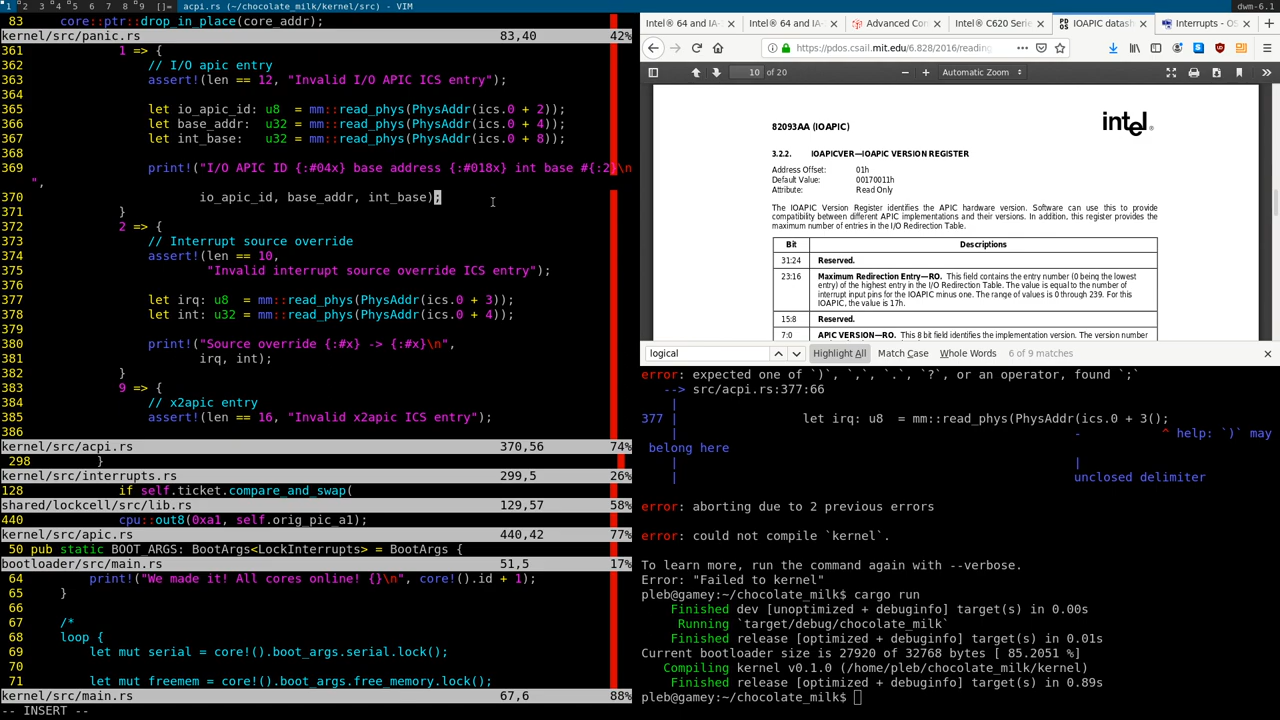 1 2 3 4 5 6 7 8 9 []= acpi.rs (~/chocolate_milk/kernel/src) - VIM
dwm-6.1
83 core::ptr::drop_in_place(core_addr);
kernel/src/panic.rs 83,40 42%
361 1 => {
362 // I/O apic entry
363 assert!(len == 12, "Invalid I/O APIC ICS entry");
364
365 let io_apic_id: u8 = mm::read_phys(PhysAddr(ics.0 + 2));
366 let base_addr: u32 = mm::read_phys(PhysAddr(ics.0 + 4));
367 let int_base: u32 = mm::read_phys(PhysAddr(ics.0 + 8));
368
369 print!("I/O APIC ID {:#04x} base address {:#018x} int base #{:2}\n
",
370 io_apic_id, base_addr, int_base);
371 }
372 2 => {
373 // Interrupt source override
374 assert!(len == 10,
375 "Invalid interrupt source override ICS entry");
376
377 let irq: u8 = mm::read_phys(PhysAddr(ics.0 + 3));
378 let int: u32 = mm::read_phys(PhysAddr(ics.0 + 4));
379
380 print!("Source override {:#x} -> {:#x}\n",
381 irq, int);
382 }
383 9 => {
384 // x2apic entry
385 assert!(len == 16, "Invalid x2apic ICS entry");
386
kernel/src/acpi.rs 370,56 74%
298 }
kernel/src/interrupts.rs 299,5 26%
128 if self.ticket.compare_and_swap(
shared/lockcell/src/lib.rs 129,57 58%
440 cpu::out8(0xa1, self.orig_pic_a1);
kernel/src/apic.rs 440,42 77%
50 pub static BOOT_ARGS: BootArgs<LockInterrupts> = BootArgs {
bootloader/src/main.rs 51,5 17%
64 print!("We made it! All cores online! {}\n", core!().id + 1);
65 }
66
67 /*
68 loop {
69 let mut serial = core!().boot_args.serial.lock();
70
71 let mut freemem = core!().boot_args.free_memory.lock();
kernel/src/main.rs 67,6 88%
-- INSERT --
Intel® 64 and IA- Intel® 64 and IA- Advanced Con Intel® C620 Serie IOAPIC datash Interrupts - OS
https://pdos.csail.mit.edu/6.828/2016/reading
10 of 20 Automatic Zoom
intel®
82093AA (IOAPIC)
3.2.2. IOAPICVER—IOAPIC VERSION REGISTER
Address Offset: 01h
Default Value: 00170011h
Attribute: Read Only
The IOAPIC Version Register identifies the APIC hardware version. Software can use this to provide
compatibility between different APIC implementations and their versions. In addition, this register provides the
maximum number of entries in the I/O Redirection Table.
Bit Descriptions
31:24 Reserved.
23:16 Maximum Redirection Entry—RO. This field contains the entry number (0 being the lowest
entry) of the highest entry in the I/O Redirection Table. The value is equal to the number of
interrupt input pins for the IOAPIC minus one. The range of values is 0 through 239. For this
IOAPIC, the value is 17h.
15:8 Reserved.
7:0 APIC VERSION—RO. This 8 bit field identifies the implementation version. The version number
logical Highlight All Match Case Whole Words 6 of 9 matches
error: expected one of `)`, `,`, `.`, `?`, or an operator, found `;`
--> src/acpi.rs:377:66
|
377 | let irq: u8 = mm::read_phys(PhysAddr(ics.0 + 3();
| - ^ help: `)` may
belong here
| |
| unclosed delimiter
error: aborting due to 2 previous errors
error: could not compile `kernel`.
To learn more, run the command again with --verbose.
Error: "Failed to kernel"
pleb@gamey:~/chocolate_milk$ cargo run
Finished dev [unoptimized + debuginfo] target(s) in 0.00s
Running `target/debug/chocolate_milk`
Finished release [optimized + debuginfo] target(s) in 0.01s
Current bootloader size is 27920 of 32768 bytes [ 85.2051 %]
Compiling kernel v0.1.0 (/home/pleb/chocolate_milk/kernel)
Finished release [optimized + debuginfo] target(s) in 0.89s
pleb@gamey:~/chocolate_milk$